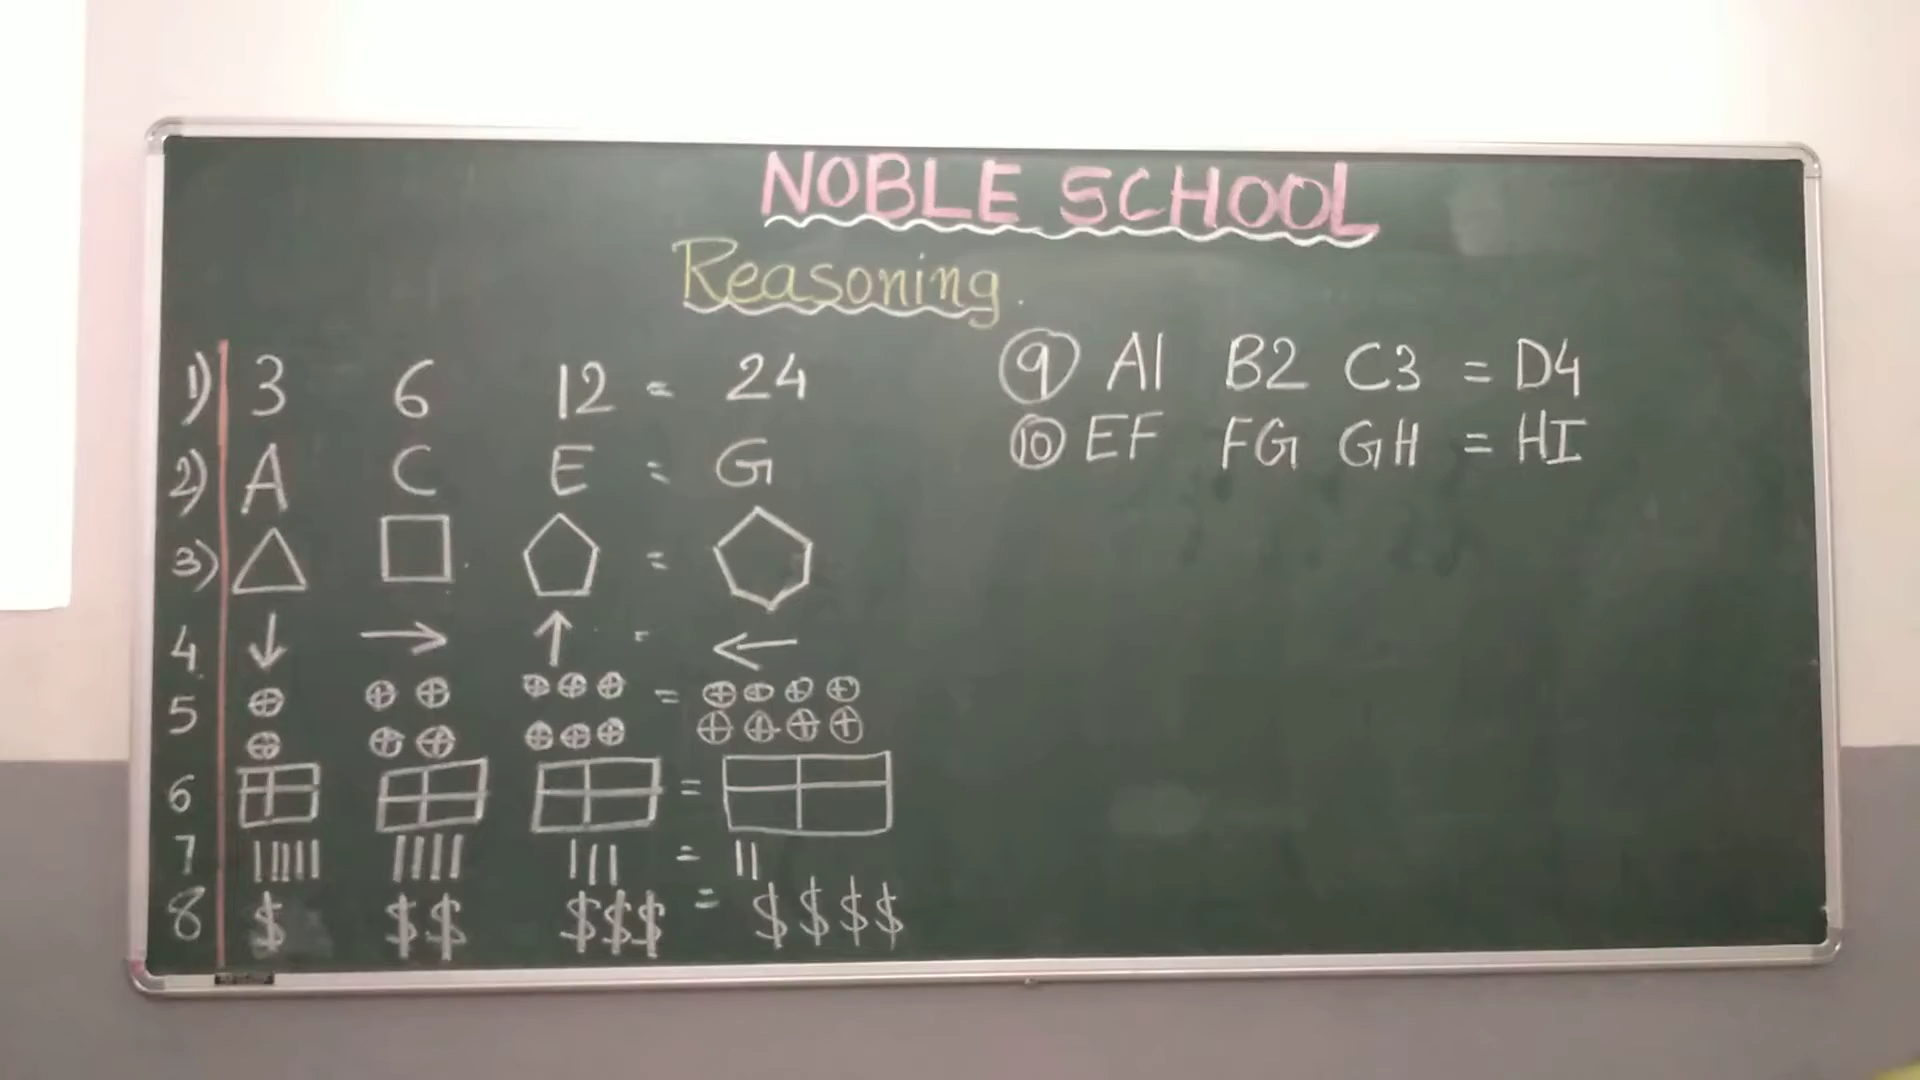 NOBLE SCHOOL
Reasoning.
1) 3 6 12 = 24
2) A C E = G
3) =
4 ↓ → ↑ = ←
5 ⊕ ⊕ ⊕ ⊕ ⊕ ⊕ = ⊕ ⊕ ⊕ ⊕
⊕ ⊕ ⊕ ⊕ ⊕ ⊕ ⊕ ⊕ ⊕ ⊕
6 =
7 ||||| |||| ||| = ||
8 $ $$ $$$ = $$$$
9 A1 B2 C3 = D4
10 EF FG GH = HI